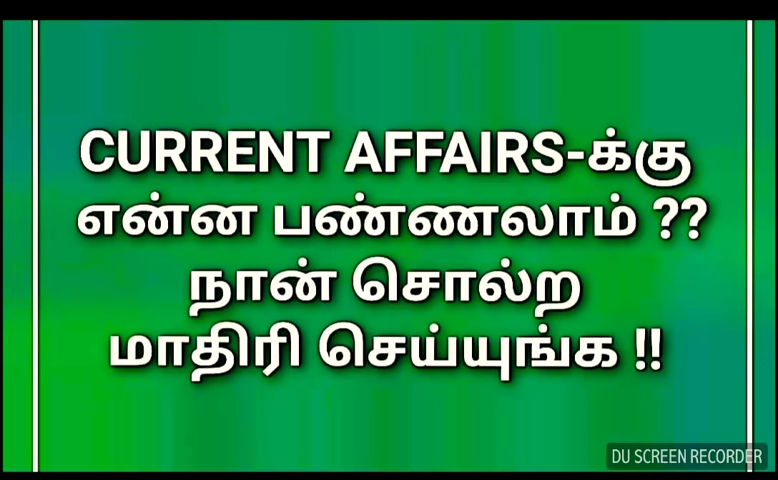 CURRENT AFFAIRS-க்கு
என்ன பண்ணலாம் ??
நான் சொல்ற
மாதிரி செய்யுங்க !!
DU SCREEN RECORDER